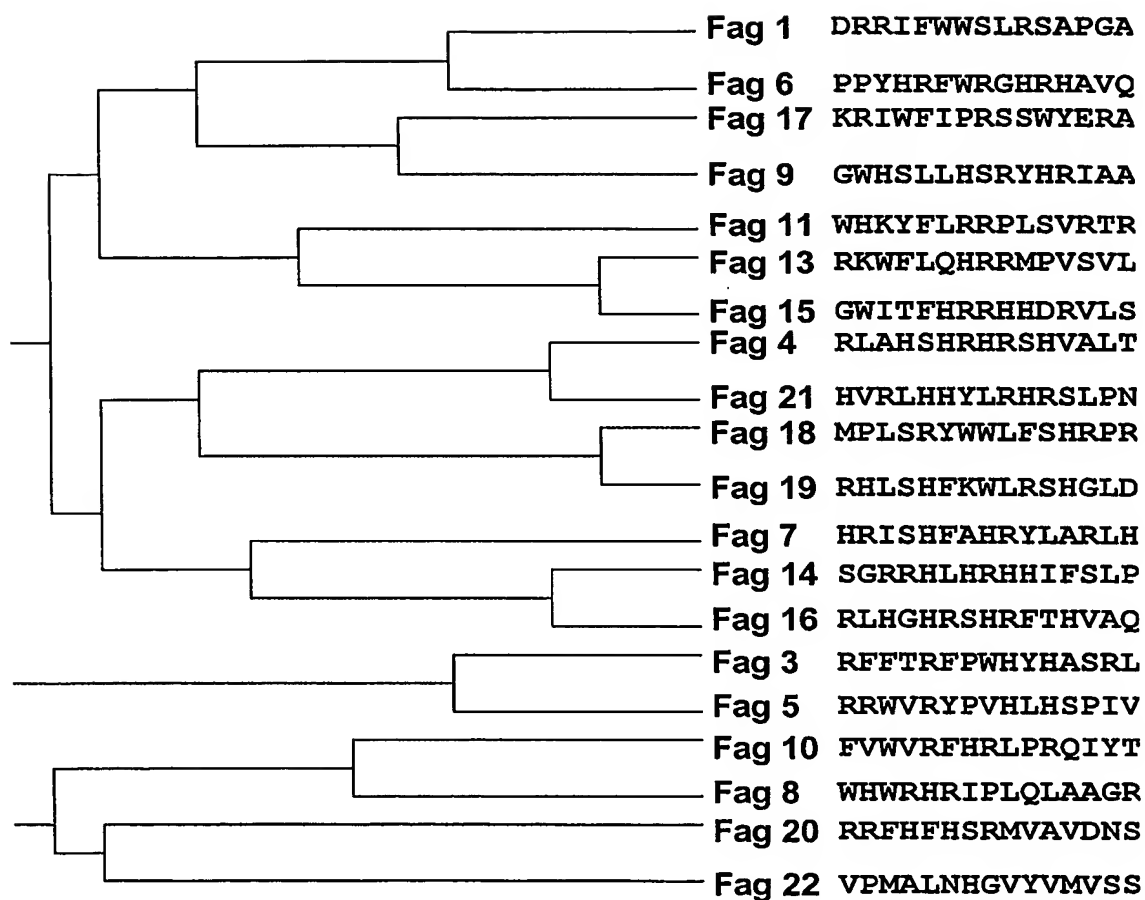 Fag 1 DRRIFWWSLRSAPGA
Fag 6 PPYHRFWRGHRHAVQ
Fag 17 KRIWFIPRSSWYERA
Fag 9 GWHSLLHSRYHRIAA
Fag 11 WHKYFLRRPLSVRTR
Fag 13 RKWFLQHRRMPVSVL
Fag 15 GWITFHRRHHDRVLS
Fag 4 RLAHSHRHRSHVALT
Fag 21 HVRLHHYLRHRSLPN
Fag 18 MPLSRYWWLFSHRPR
Fag 19 RHLSHFKWLRSHGLD
Fag 7 HRISHFAHRYLARLH
Fag 14 SGRRHLHRHHIFSLP
Fag 16 RLHGHRSHRFTHVAQ
Fag 3 RFFTRFPWHYHASRL
Fag 5 RRWVRYPVHLHSPIV
Fag 10 FVWVRFHRLPRQIYT
Fag 8 WHWRHRIPLQLAAGR
Fag 20 RRFHFHSRMVAVDNS
Fag 22 VPMALNHGVYVMVSS